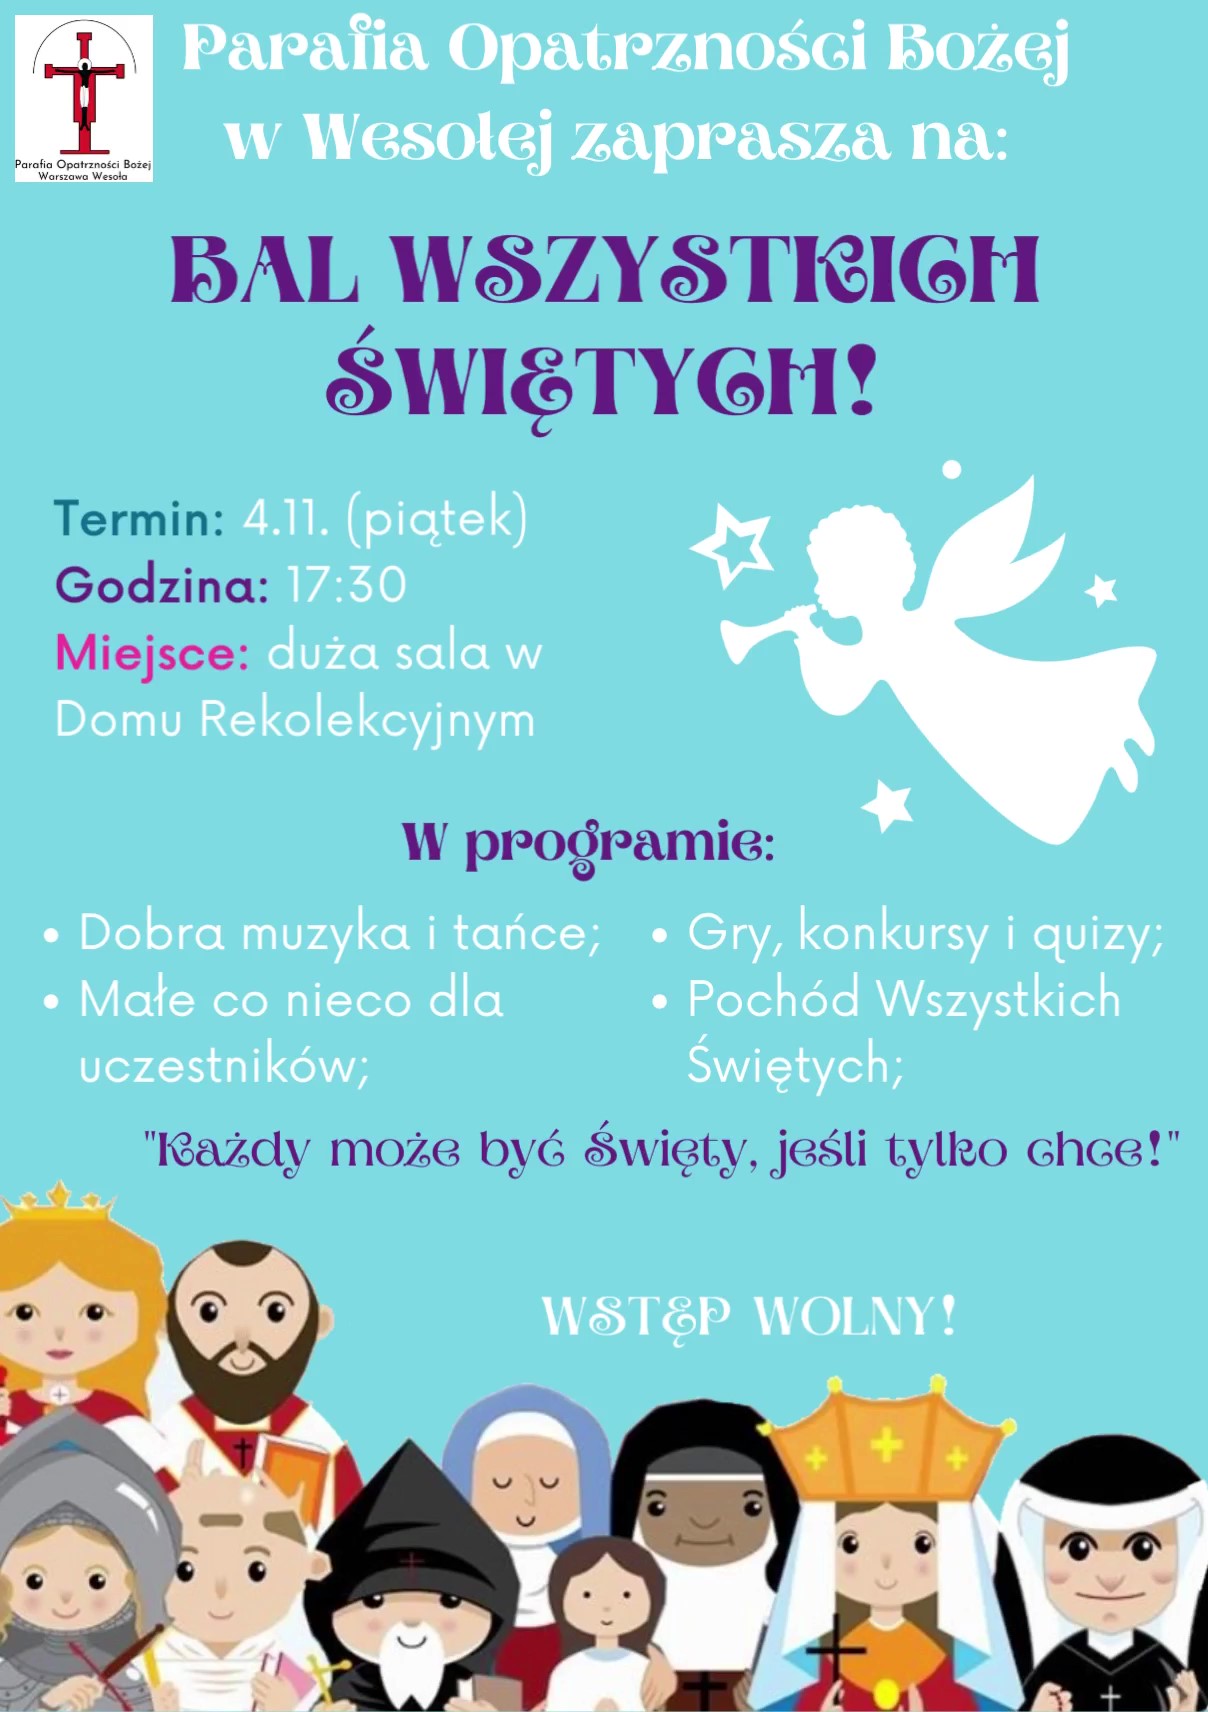 Parafia Opatrzności Bożej
w Wesołej zaprasza na:
Parafia Opatrzności Bożej
Warszawa Wesoła
BAL WSZYSTKICH
ŚWIĘTYCH!
Termin: 4.11. (piątek)
Godzina: 17:30
Miejsce: duża sala w
Domu Rekolekcyjnym
W programie:
• Dobra muzyka i tańce;
• Małe co nieco dla
uczestników;
• Gry, konkursy i quizy;
• Pochód Wszystkich
Świętych;
"Każdy może być Święty, jeśli tylko chce!"
WSTĘP WOLNY!